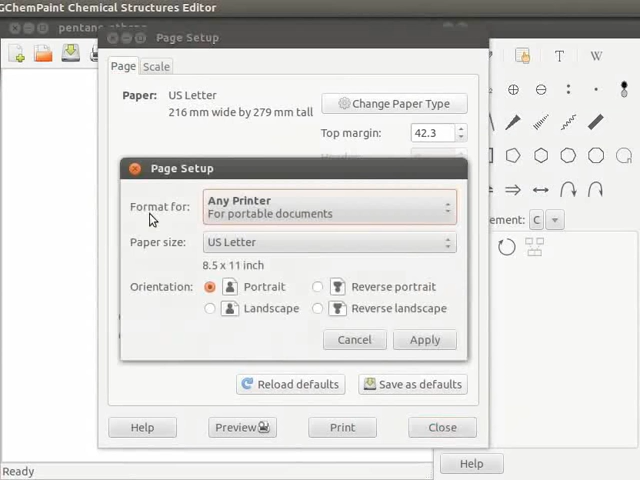 GChemPaint Chemical Structures Editor
Page Setup
Page Scale
Paper: US Letter
216 mm wide by 279 mm tall
Change Paper Type
Top margin: 42.3
Page Setup
Format for: Any Printer
For portable documents
Paper size: US Letter
8.5 x 11 inch
Orientation: Portrait Reverse portrait
Landscape Reverse landscape
Cancel Apply
Reload defaults Save as defaults
Help Preview Print Close
T W
ement: C
Help
Ready